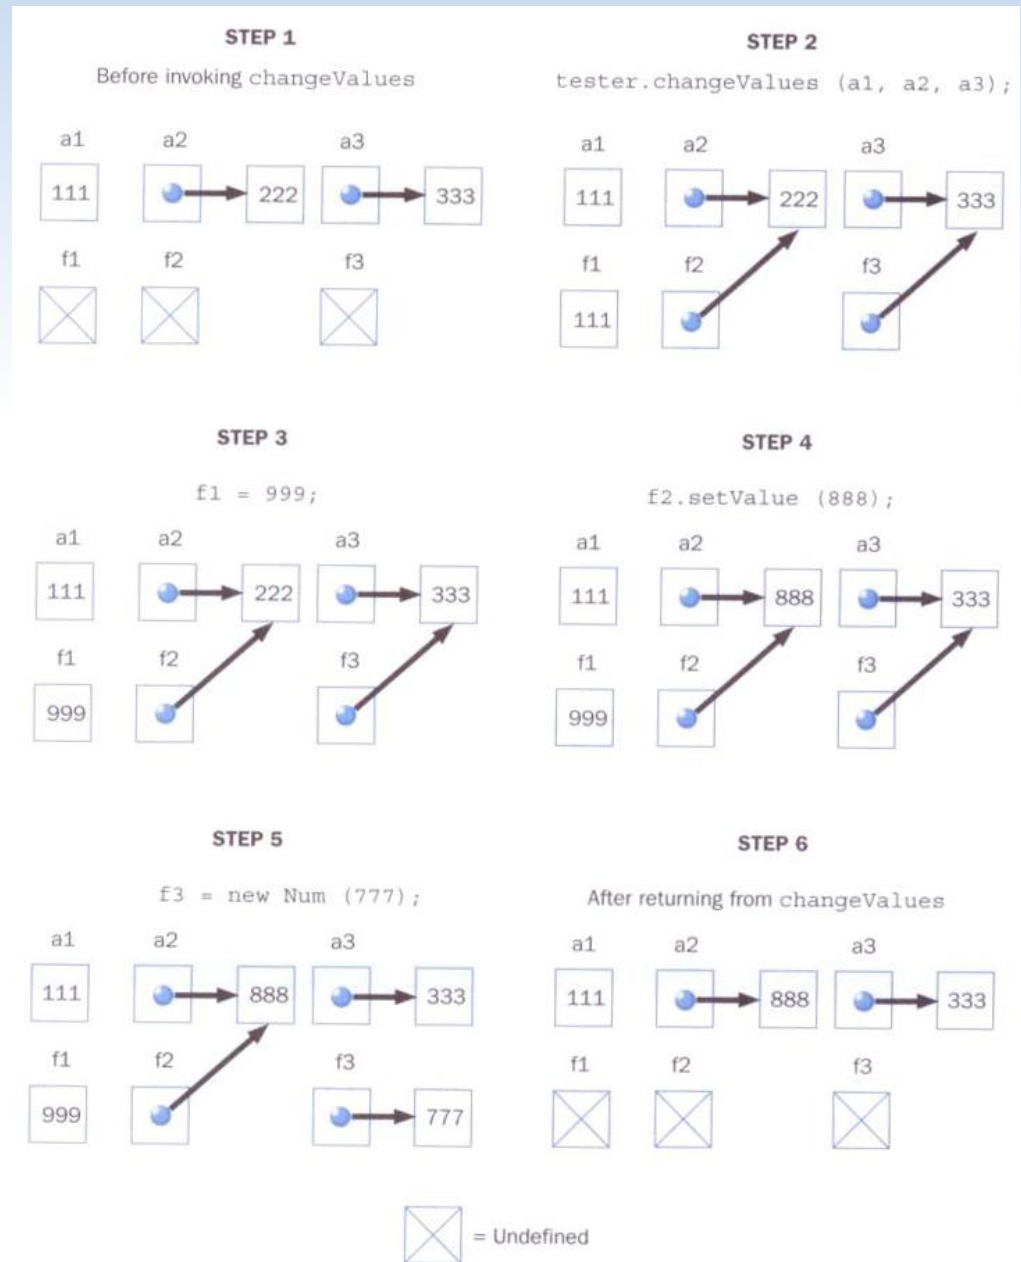 STEP 1
Before invoking changeValues
a1 a2 a3
111 222 333
f1 f2 f3
STEP 2
tester.changeValues (a1, a2, a3);
a1 a2 a3
111 222 333
f1 f2 f3
111
STEP 3
f1 = 999;
a1 a2 a3
111 222 333
f1 f2 f3
999
STEP 4
f2.setValue (888);
a1 a2 a3
111 888 333
f1 f2 f3
999
STEP 5
f3 = new Num (777);
a1 a2 a3
111 888 333
f1 f2 f3
999 777
STEP 6
After returning from changeValues
a1 a2 a3
111 888 333
f1 f2 f3
= Undefined